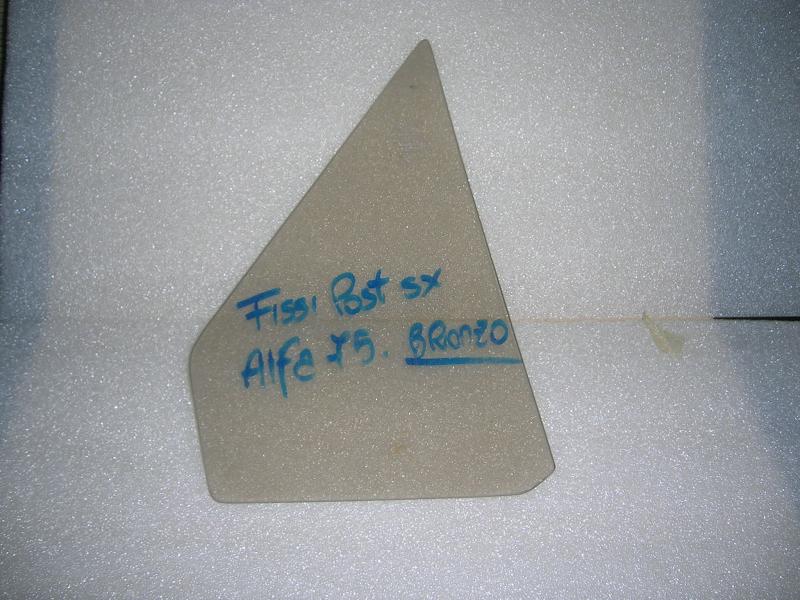 Fissi Post sx
Alfa 75. BRONZO